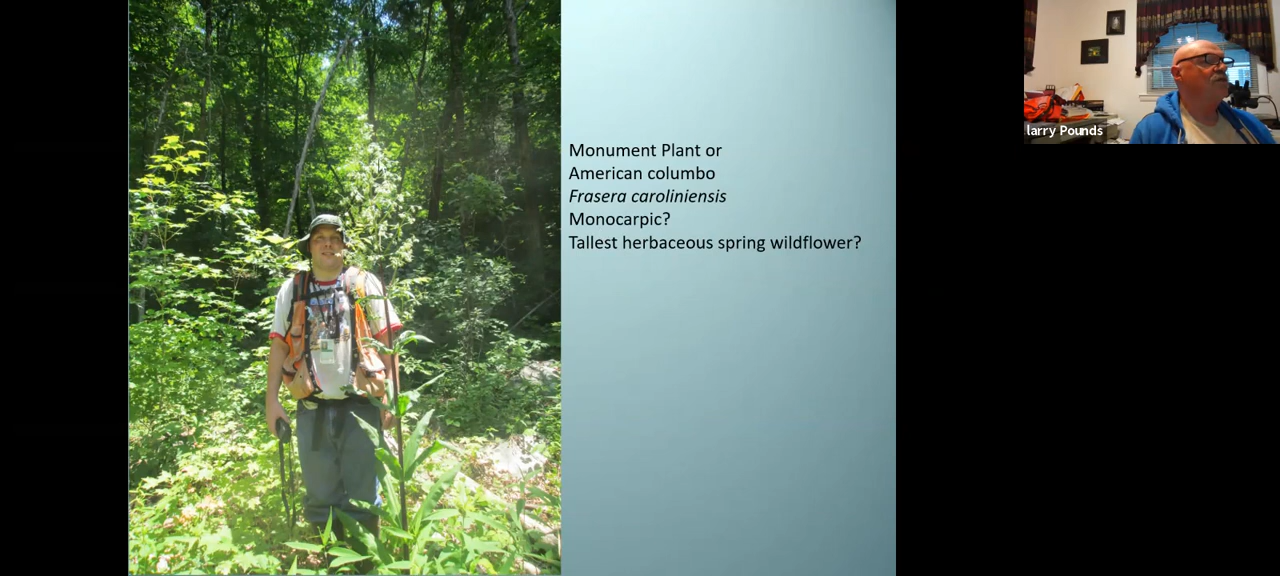 Monument Plant or
American columbo
Frasera caroliniensis
Monocarpic?
Tallest herbaceous spring wildflower?
larry Pounds